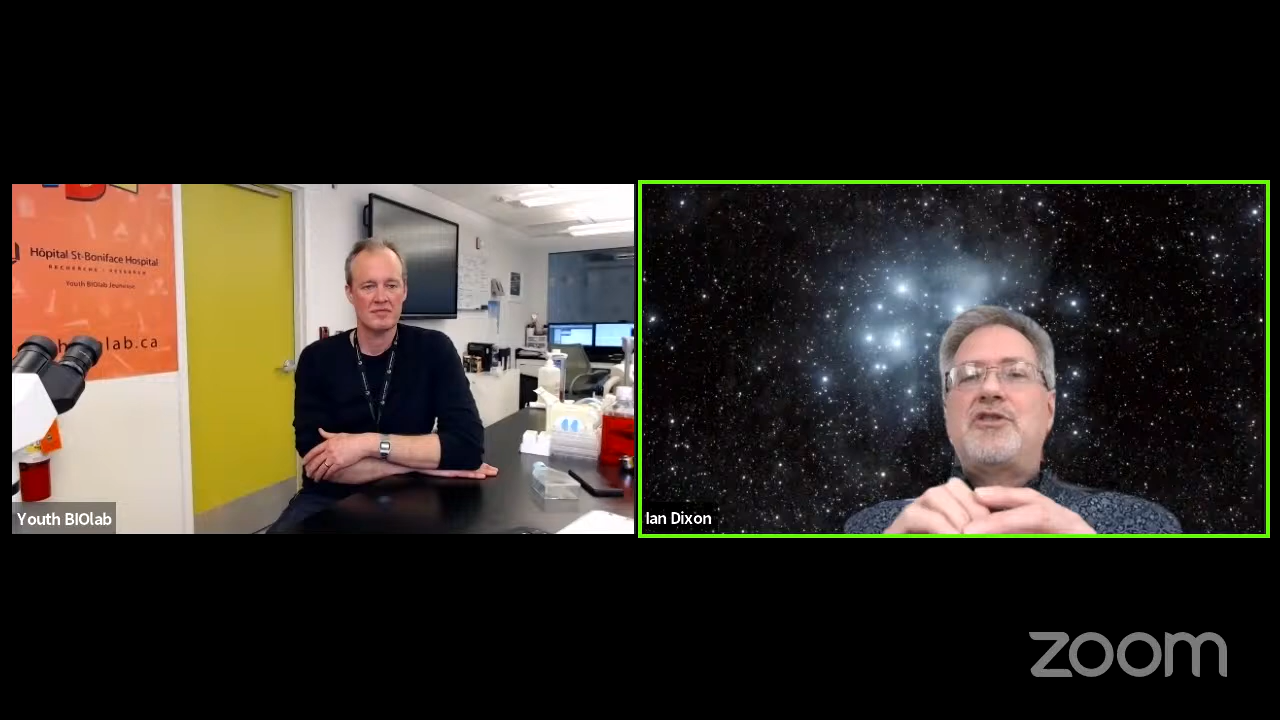 Hôpital St-Boniface Hospital
RECHERCHE · RESEARCH
Youth BIOlab Jeunesse
lab.ca
Youth BIOlab
Ian Dixon
zoom